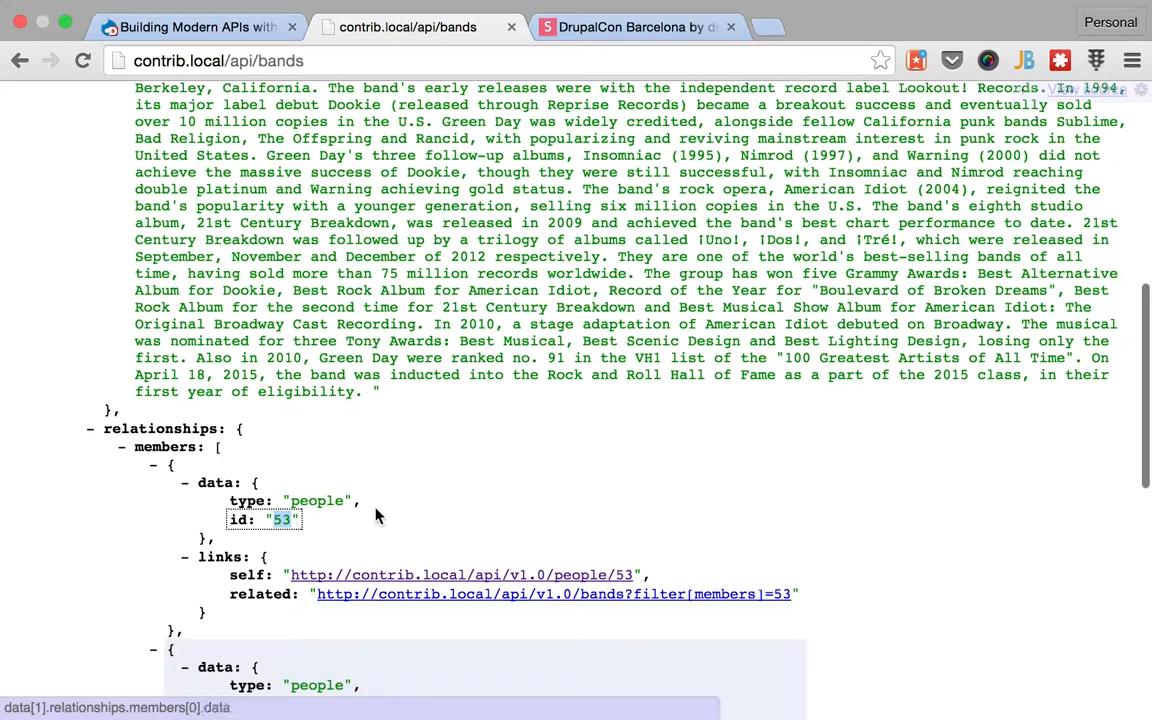 Building Modern APIs with
contrib.local/api/bands
DrupalCon Barcelona by d
Personal
contrib.local/api/bands
Berkeley, California. The band's early releases were with the independent record label Lookout! Records. In 1994,
its major label debut Dookie (released through Reprise Records) became a breakout success and eventually sold
over 10 million copies in the U.S. Green Day was widely credited, alongside fellow California punk bands Sublime,
Bad Religion, The Offspring and Rancid, with popularizing and reviving mainstream interest in punk rock in the
United States. Green Day's three follow-up albums, Insomniac (1995), Nimrod (1997), and Warning (2000) did not
achieve the massive success of Dookie, though they were still successful, with Insomniac and Nimrod reaching
double platinum and Warning achieving gold status. The band's rock opera, American Idiot (2004), reignited the
band's popularity with a younger generation, selling six million copies in the U.S. The band's eighth studio
album, 21st Century Breakdown, was released in 2009 and achieved the band's best chart performance to date. 21st
Century Breakdown was followed up by a trilogy of albums called ¡Uno!, ¡Dos!, and ¡Tré!, which were released in
September, November and December of 2012 respectively. They are one of the world's best-selling bands of all
time, having sold more than 75 million records worldwide. The group has won five Grammy Awards: Best Alternative
Album for Dookie, Best Rock Album for American Idiot, Record of the Year for "Boulevard of Broken Dreams", Best
Rock Album for the second time for 21st Century Breakdown and Best Musical Show Album for American Idiot: The
Original Broadway Cast Recording. In 2010, a stage adaptation of American Idiot debuted on Broadway. The musical
was nominated for three Tony Awards: Best Musical, Best Scenic Design and Best Lighting Design, losing only the
first. Also in 2010, Green Day were ranked no. 91 in the VH1 list of the "100 Greatest Artists of All Time". On
April 18, 2015, the band was inducted into the Rock and Roll Hall of Fame as a part of the 2015 class, in their
first year of eligibility. "
},
- relationships: {
- members: [
- {
- data: {
type: "people",
id: "53"
},
- links: {
self: "http://contrib.local/api/v1.0/people/53",
related: "http://contrib.local/api/v1.0/bands?filter[members]=53"
}
},
- {
- data: {
type: "people",
data[1].relationships.members[0].data